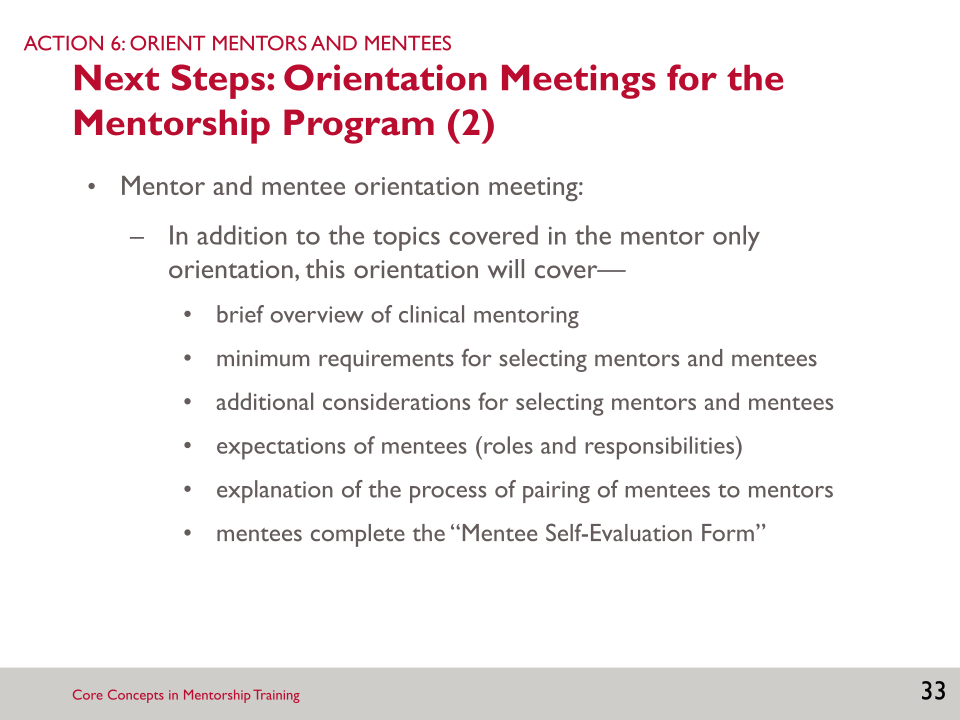 ACTION 6: ORIENT MENTORS AND MENTEES
Next Steps: Orientation Meetings for the
Mentorship Program (2)
• Mentor and mentee orientation meeting:
– In addition to the topics covered in the mentor only
orientation, this orientation will cover—
• brief overview of clinical mentoring
• minimum requirements for selecting mentors and mentees
• additional considerations for selecting mentors and mentees
• expectations of mentees (roles and responsibilities)
• explanation of the process of pairing of mentees to mentors
• mentees complete the “Mentee Self-Evaluation Form”
Core Concepts in Mentorship Training
33